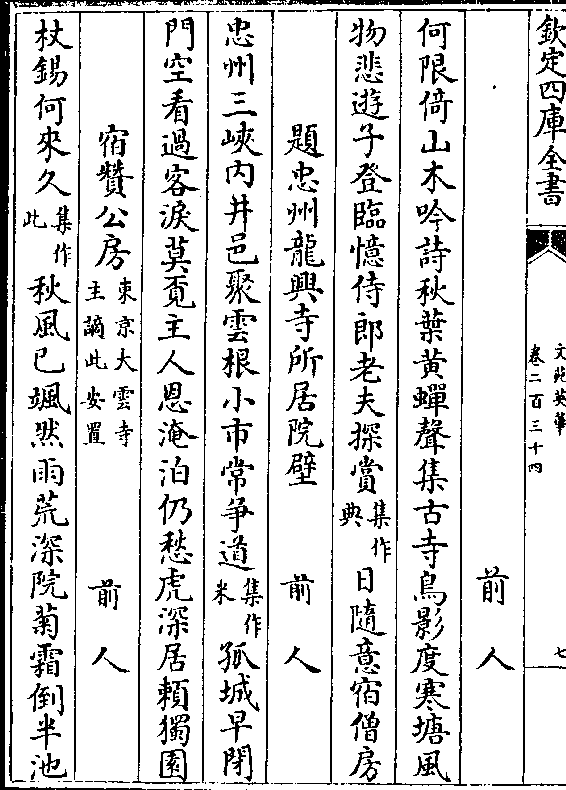 欽定四庫全書
文苑英華
卷二百三十四
七
前人
何限倚山木吟詩秋葉黄蟬聲集古寺鳥影度寒塘風
物悲遊子登臨憶侍郎老夫探賞集作典日隨意宿僧房
題忠州龍興寺所居院壁 前人
忠州三峽内井邑聚雲根小市常争道集作米孤城早閉
門空看過客淚莫覓主人恩淹泊仍愁虎深居頼獨園
宿贊公房東京大雲寺主謫此安置 前人
杖錫何來久集作此秋風已颯然雨荒深院菊霜倒半池